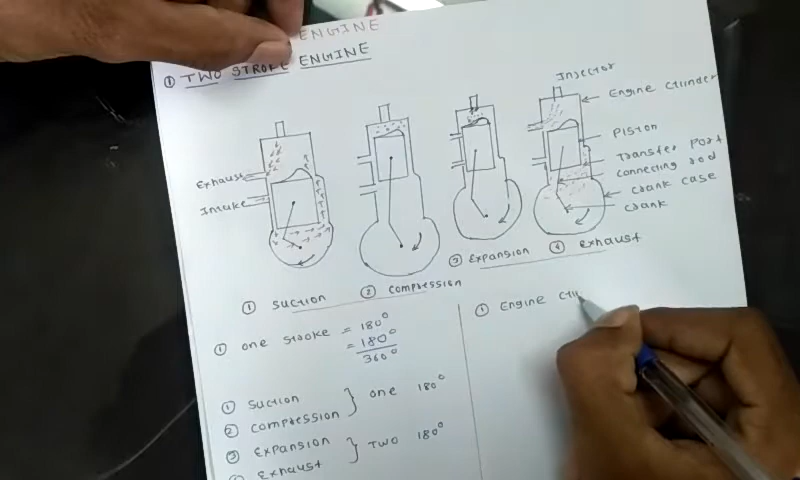 ENGINE
① TWO STROKE ENGINE
Injector
Engine Clinder
Piston
Transfer Port
connecting rod
crank case
crank
Exhaust
Intake
① Suction
② Compression
③ Expansion
④ Exhaust
① one stroke = 180°
= 180°
360°
① Suction
② Compression
} one 180°
③ Expansion
Exhaust
} Two 180°
① Engine